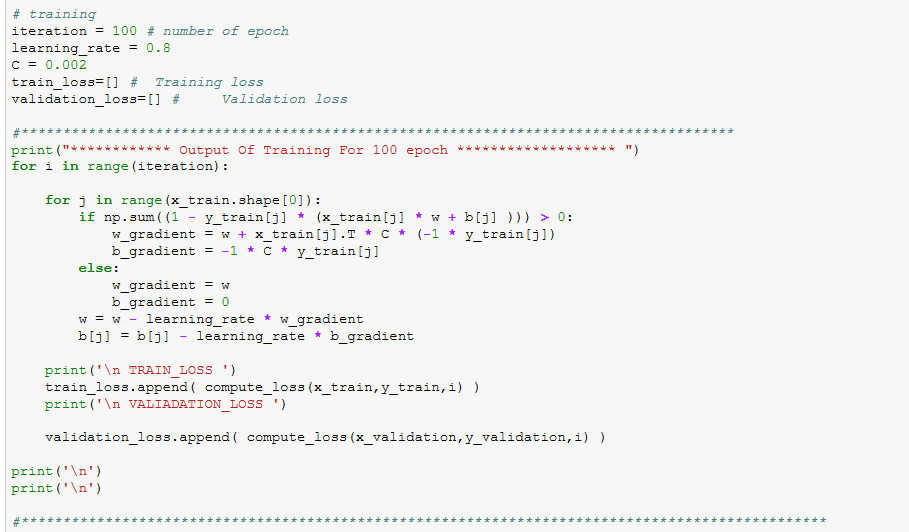 # training
iteration = 100 # number of epoch
learning_rate = 0.8
C = 0.002
train_loss=[] #  Training loss
validation_loss=[] #     Validation loss
#*************************************************************************************
print("************ Output Of Training For 100 epoch ******************* ")
for i in range(iteration):
    for j in range(x_train.shape[0]):
        if np.sum((1 - y_train[j] * (x_train[j] * w + b[j] ))) > 0:
            w_gradient = w + x_train[j].T * C * (-1 * y_train[j])
            b_gradient = -1 * C * y_train[j]
        else:
            w_gradient = w
            b_gradient = 0
        w = w - learning_rate * w_gradient
        b[j] = b[j] - learning_rate * b_gradient
    print('\n TRAIN_LOSS ')
    train_loss.append( compute_loss(x_train,y_train,i) )
    print('\n VALIADATION_LOSS ')
    validation_loss.append( compute_loss(x_validation,y_validation,i) )
print('\n')
print('\n')
#************************************************************************************************